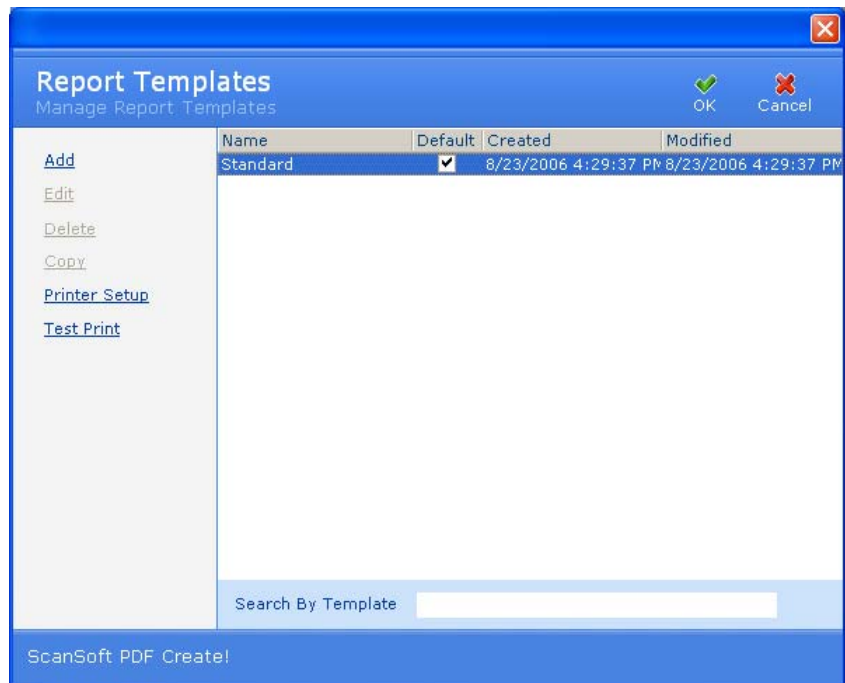 Report Templates
Manage Report Templates
OK Cancel
Add
Edit
Delete
Copy
Printer Setup
Test Print
Name Default Created Modified
Standard 8/23/2006 4:29:37 PM 8/23/2006 4:29:37 PM
Search By Template
ScanSoft PDF Create!